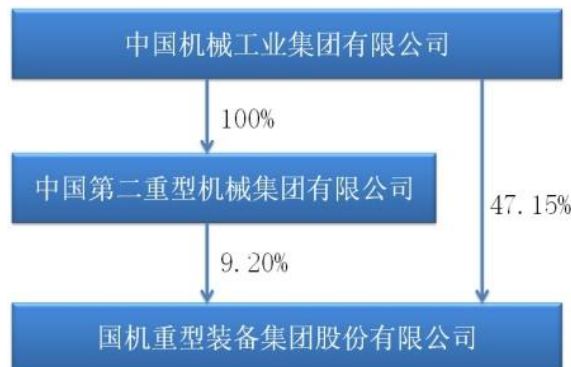 中国机械工业集团有限公司
100%
中国第二重型机械集团有限公司
47.15%
9.20%
国机重型装备集团股份有限公司